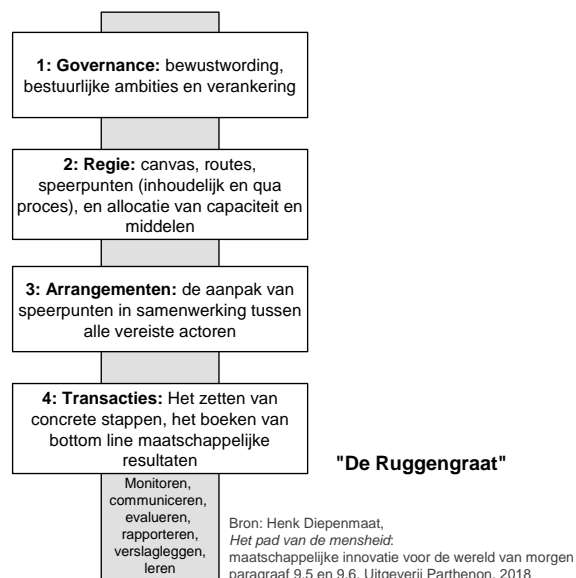 1: Governance: bewustwording,
bestuurlijke ambities en verankering
2: Regie: canvas, routes,
speerpunten (inhoudelijk en qua
proces), en allocatie van capaciteit en
middelen
3: Arrangementen: de aanpak van
speerpunten in samenwerking tussen
alle vereiste actoren
4: Transacties: Het zetten van
concrete stappen, het boeken van
bottom line maatschappelijke
resultaten
"De Ruggengraat"
Monitoren,
communiceren,
evalueren,
rapporteren,
verslagleggen,
leren
Bron: Henk Diepenmaat,
Het pad van de mensheid:
maatschappelijke innovatie voor de wereld van morgen
paragraaf 9.5 en 9.6. Uitgeverij Parthenon, 2018